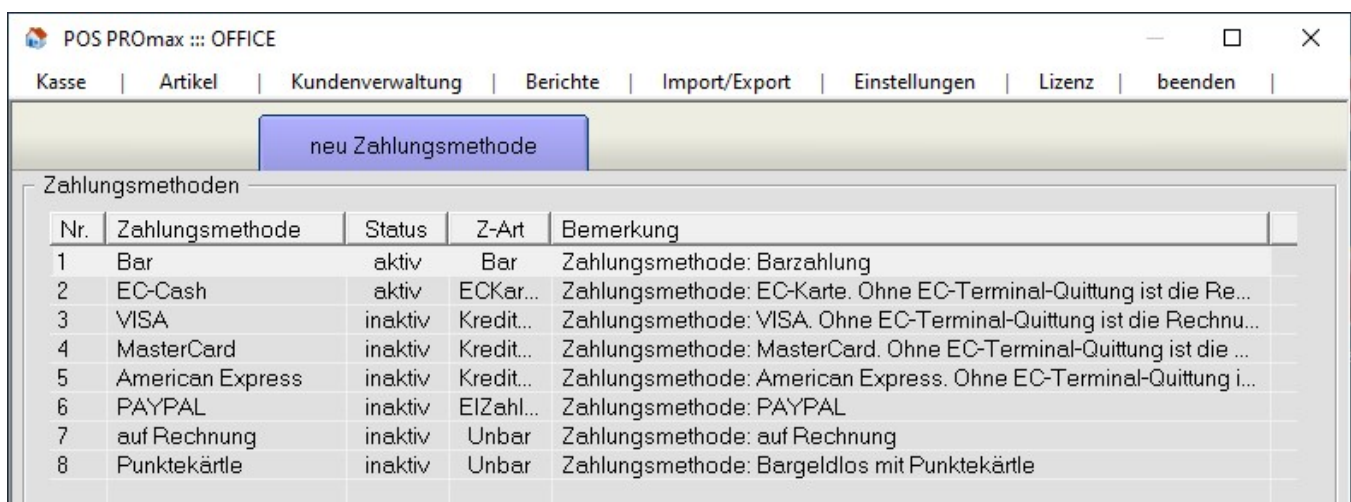 POS PROmax ::: OFFICE
Kasse | Artikel | Kundenverwaltung | Berichte | Import/Export | Einstellungen | Lizenz | beenden |
neu Zahlungsmethode
Zahlungsmethoden
Nr. Zahlungsmethode Status Z-Art Bemerkung
1 Bar aktiv Bar Zahlungsmethode: Barzahlung
2 EC-Cash aktiv ECKar... Zahlungsmethode: EC-Karte. Ohne EC-Terminal-Quittung ist die Re...
3 VISA inaktiv Kredit... Zahlungsmethode: VISA. Ohne EC-Terminal-Quittung ist die Rechnu...
4 MasterCard inaktiv Kredit... Zahlungsmethode: MasterCard. Ohne EC-Terminal-Quittung ist die ...
5 American Express inaktiv Kredit... Zahlungsmethode: American Express. Ohne EC-Terminal-Quittung i...
6 PAYPAL inaktiv ElZahl... Zahlungsmethode: PAYPAL
7 auf Rechnung inaktiv Unbar Zahlungsmethode: auf Rechnung
8 Punktekärtle inaktiv Unbar Zahlungsmethode: Bargeldlos mit Punktekärtle